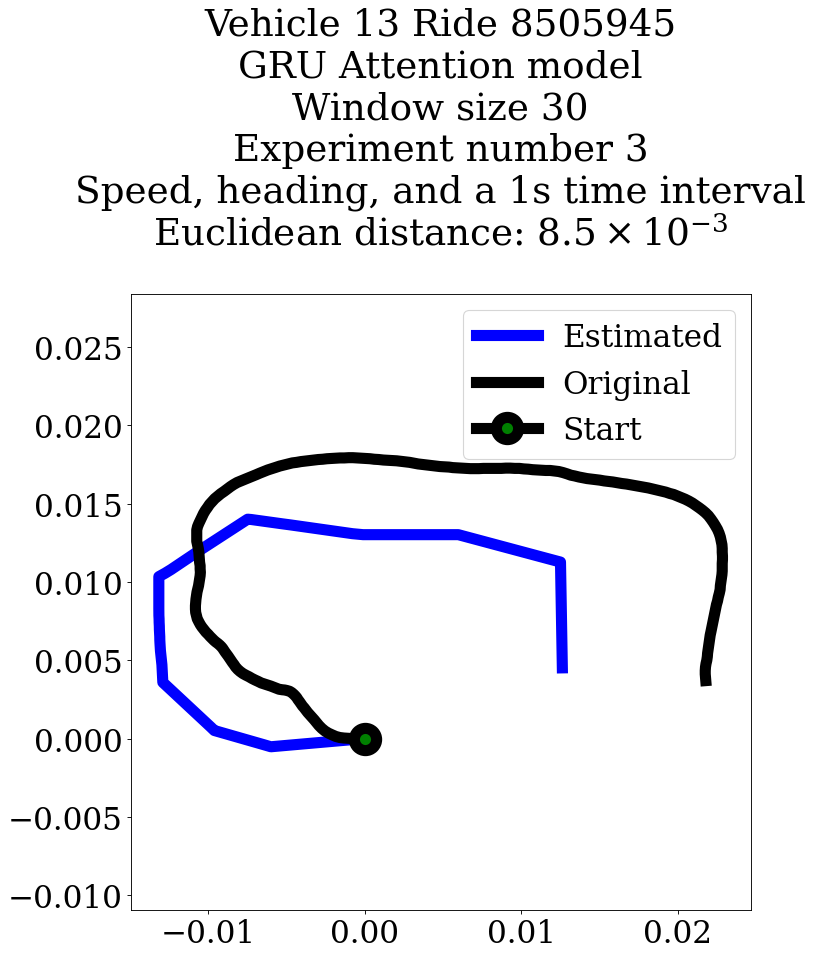 Vehicle 13 Ride 8505945
GRU Attention model
Window size 30
Experiment number 3
Speed, heading, and a 1s time interval
Euclidean distance: 8.5 × 10⁻³
Estimated
Original
Start
0.025
0.020
0.015
0.010
0.005
0.000
−0.005
−0.010
−0.01 0.00 0.01 0.02